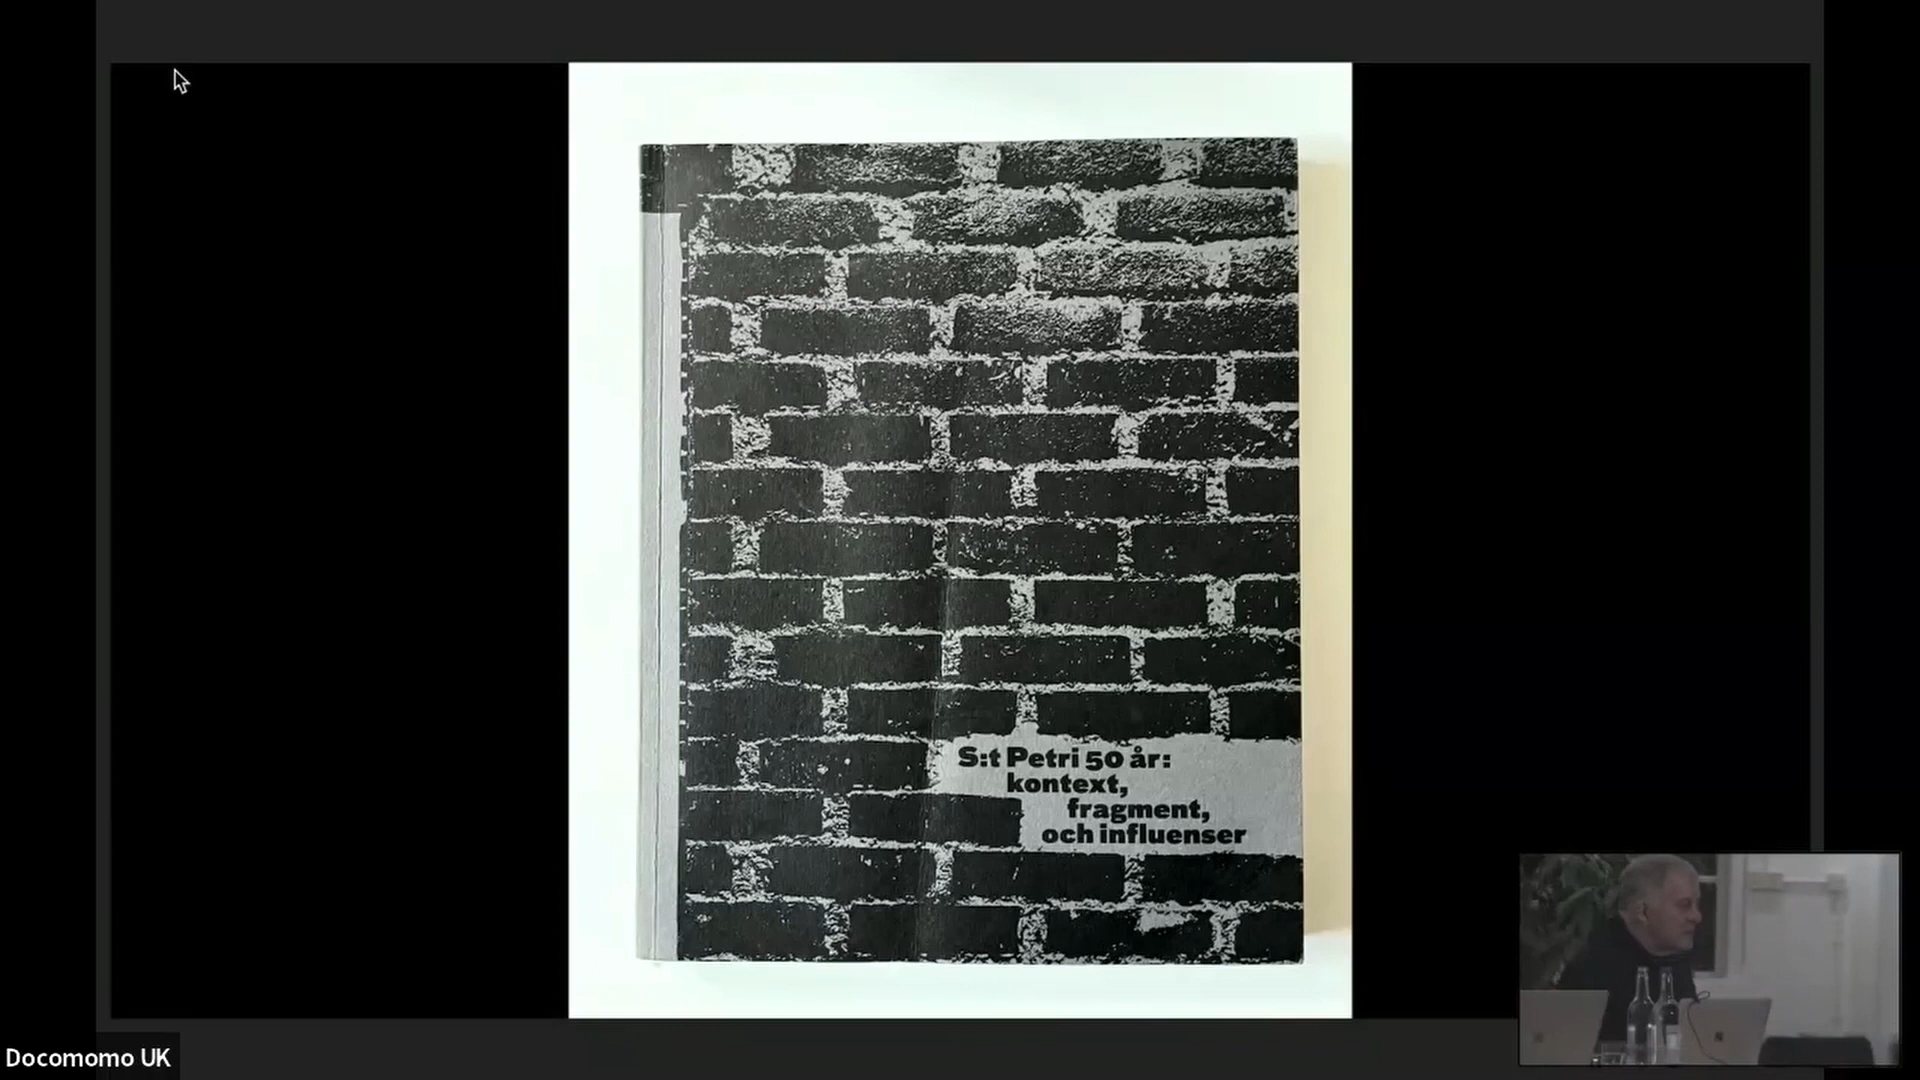 S:t Petri 50 år:
kontext,
fragment,
och influenser
Docomomo UK